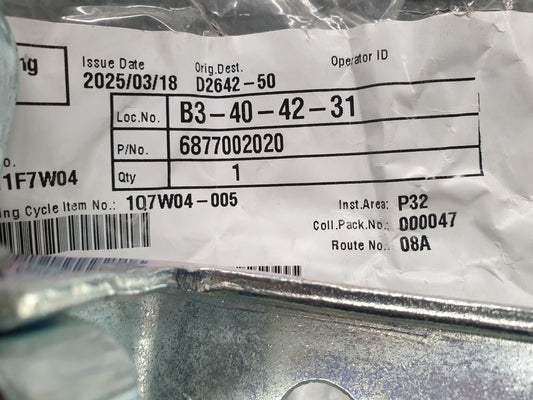 ng
Issue Date Orig.Dest. Operator ID
2025/03/18 D2642-50
Loc.No. B3-40-42-31
P/No. 6877002020
Qty 1
o.
1F7W04
ing Cycle Item No.: 107W04-005
Inst.Area: P32
Coll.Pack.No.: 000047
Route No.: 08A